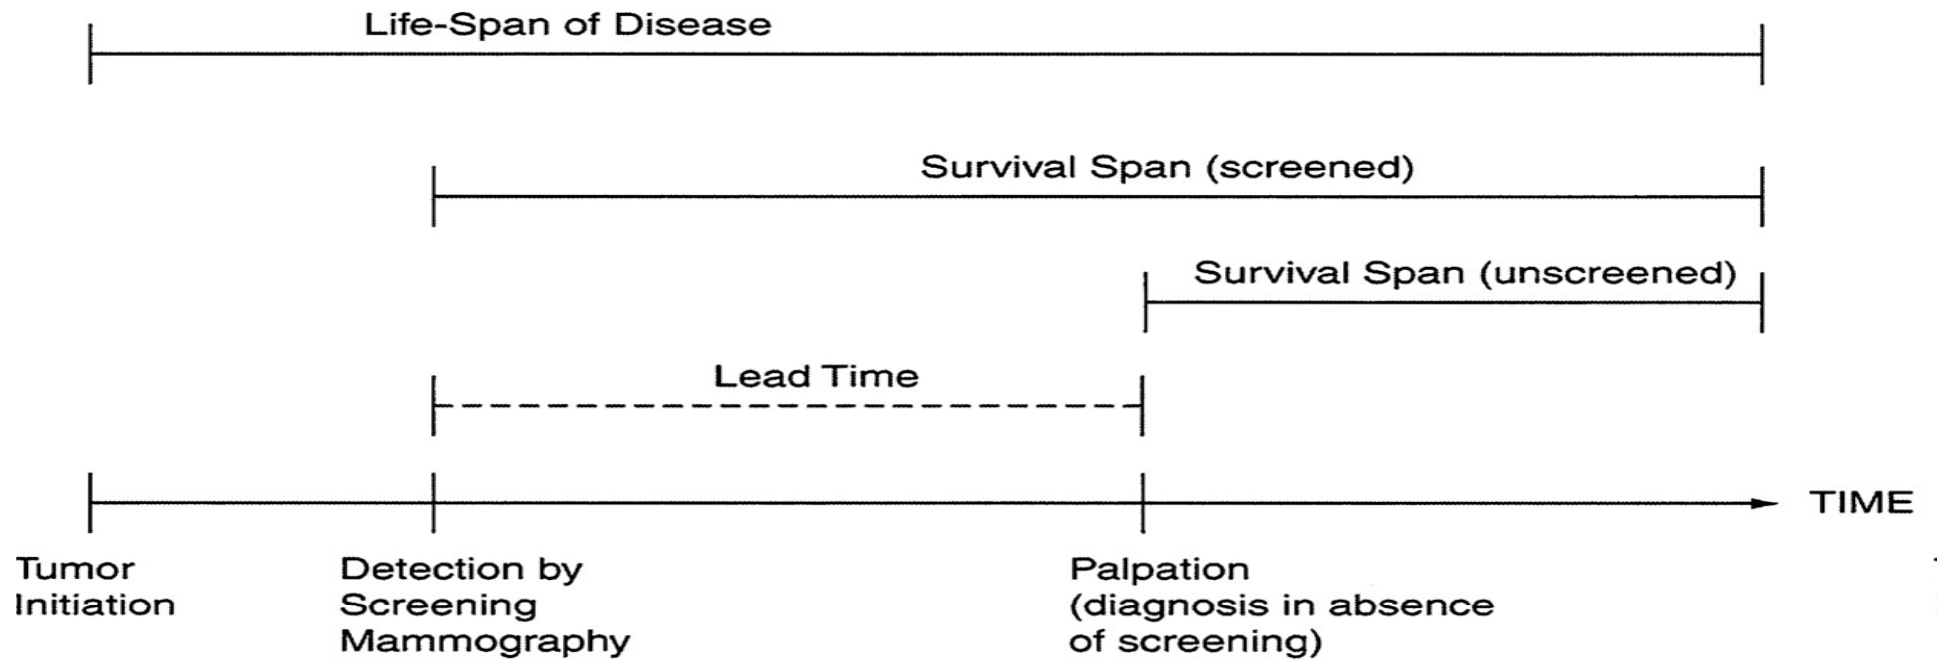 Life-Span of Disease
Survival Span (screened)
Survival Span (unscreened)
Lead Time
TIME
Tumor
Initiation
Detection by
Screening
Mammography
Palpation
(diagnosis in absence
of screening)